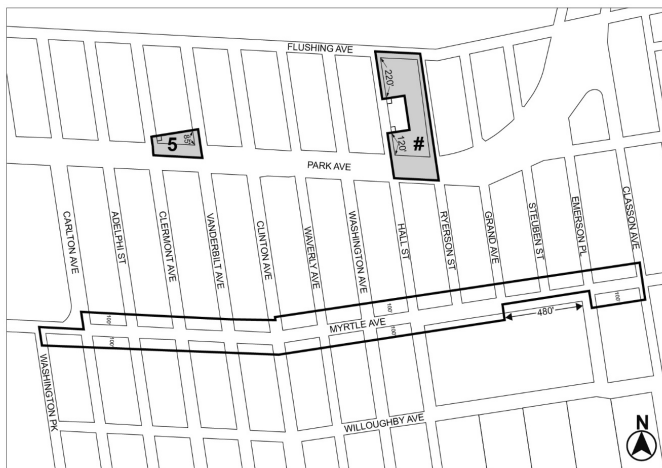 FLUSHING AVE
220'
120'
#
85'
5
PARK AVE
CARLTON AVE
ADELPHI ST
CLERMONT AVE
VANDERBILT AVE
CLINTON AVE
WAVERLY AVE
WASHINGTON AVE
HALL ST
RYERSON ST
GRAND AVE
STEUBEN ST
EMERSON PL
CLASSON AVE
100'
100'
100'
MYRTLE AVE
480'
100'
100'
100'
WASHINGTON PK
WILLOUGHBY AVE
N